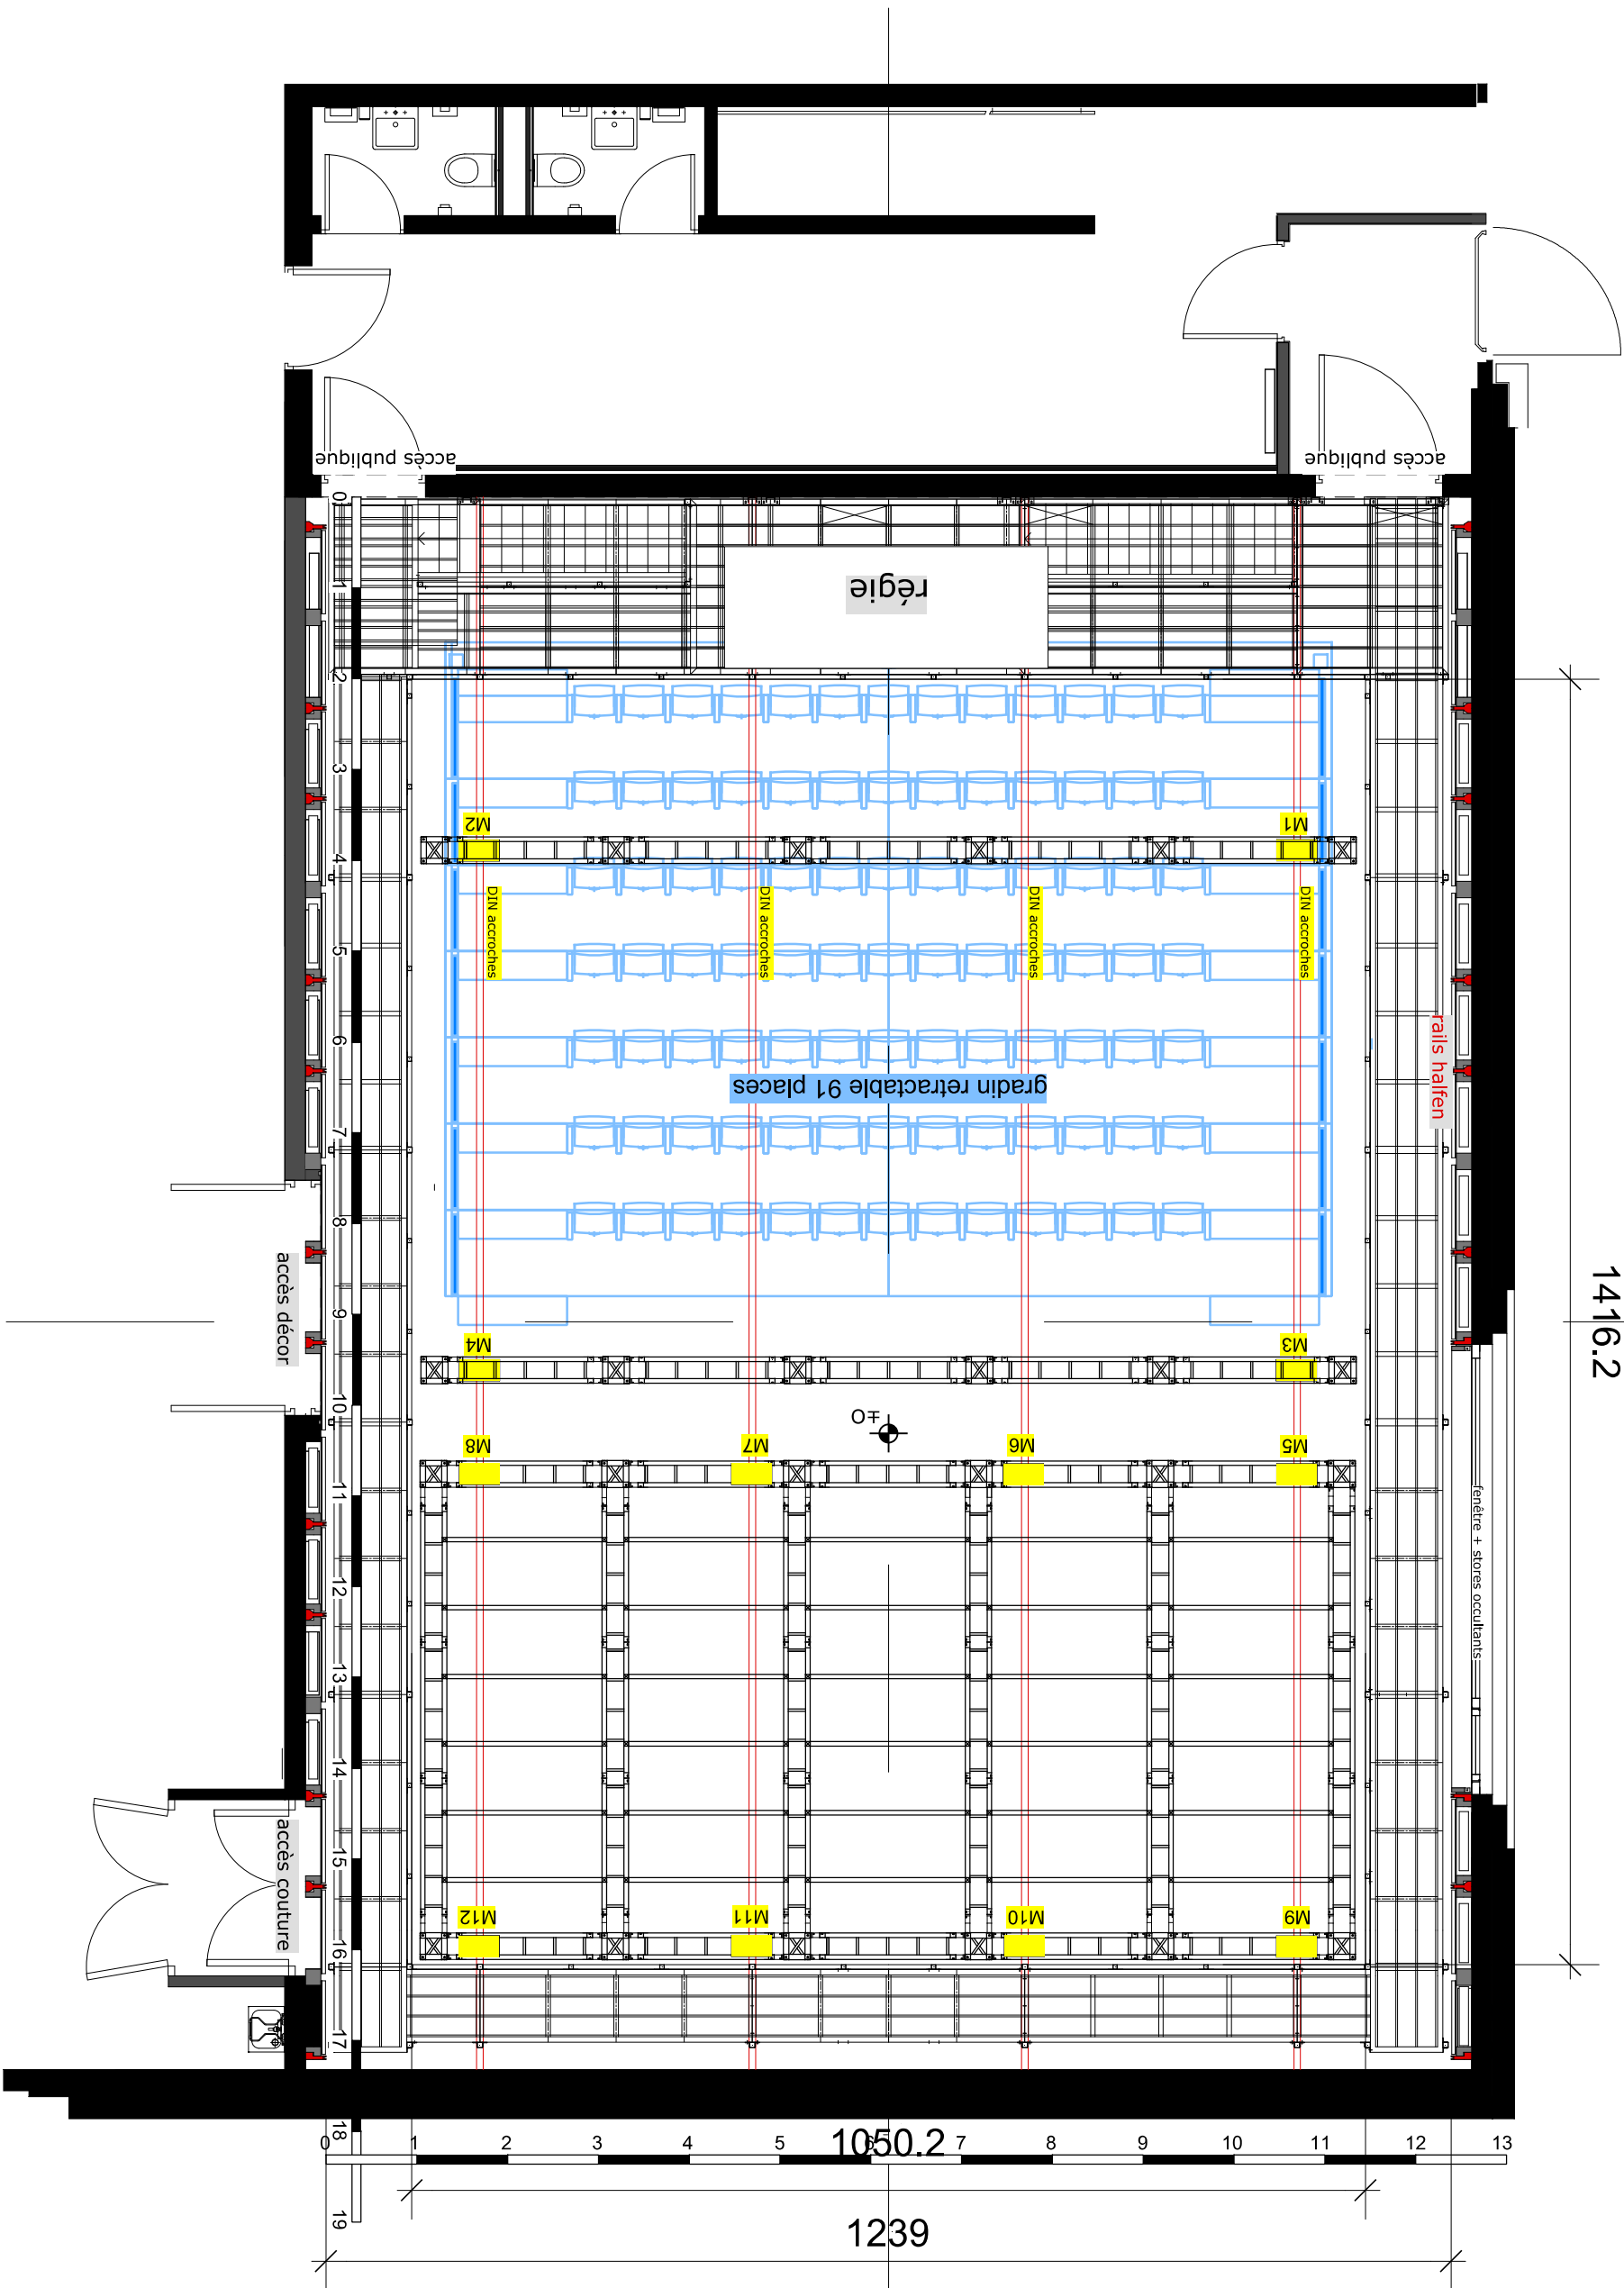 accès publique
accès publique
0
régie
1
2
3
M2
M1
4
DIN accroches
DIN accroches
DIN accroches
DIN accroches
5
6
rails halfen
gradin retractable 91 places
7
8
accès décor
9
1416.2
M4
M3
10
±0
M8
M7
M6
M5
11
fenêtre + stores occultants
12
13
14
15
accès couture
M12
M11
M10
M9
16
17
18
0
1
2
3
4
5
6
7
8
9
10
11
12
13
1050.2
19
1239